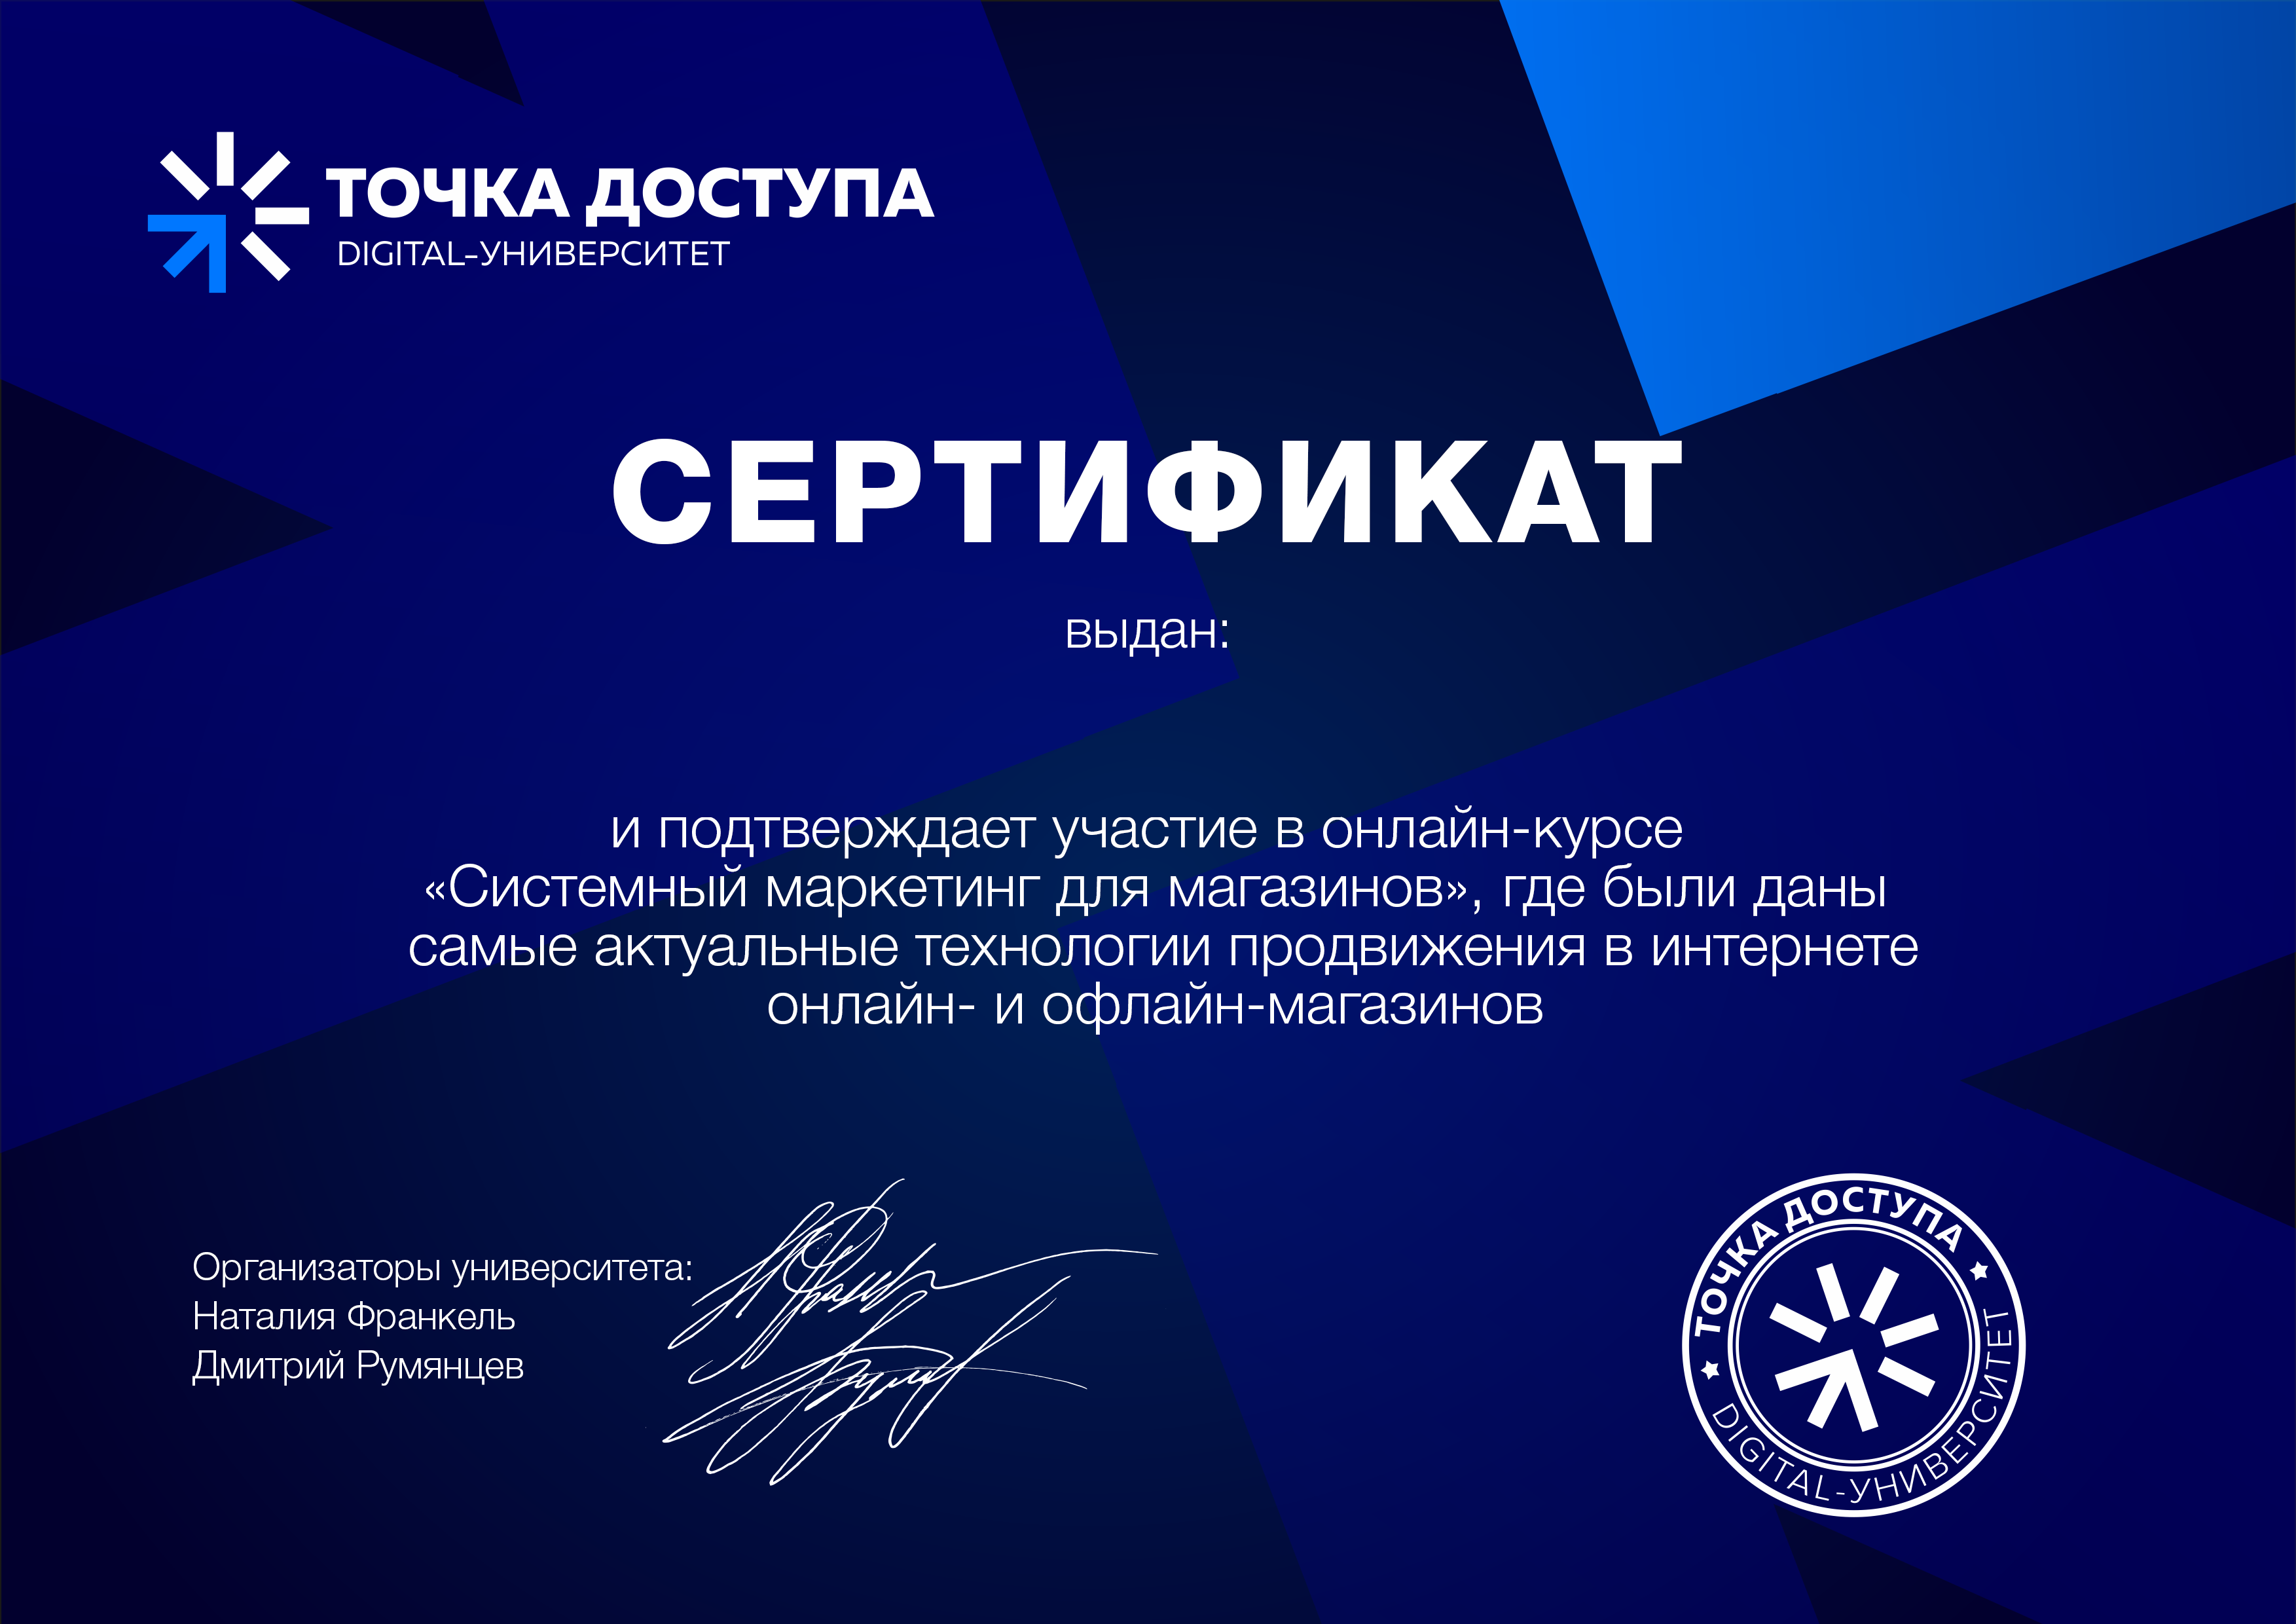 ТОЧКА ДОСТУПА
DIGITAL-УНИВЕРСИТЕТ
СЕРТИФИКАТ
выдан:
и подтверждает участие в онлайн-курсе
«Системный маркетинг для магазинов», где были даны
самые актуальные технологии продвижения в интернете
онлайн- и офлайн-магазинов
Организаторы университета:
Наталия Франкель
Дмитрий Румянцев
ТОЧКА ДОСТУПА
DIGITAL-УНИВЕРСИТЕТ